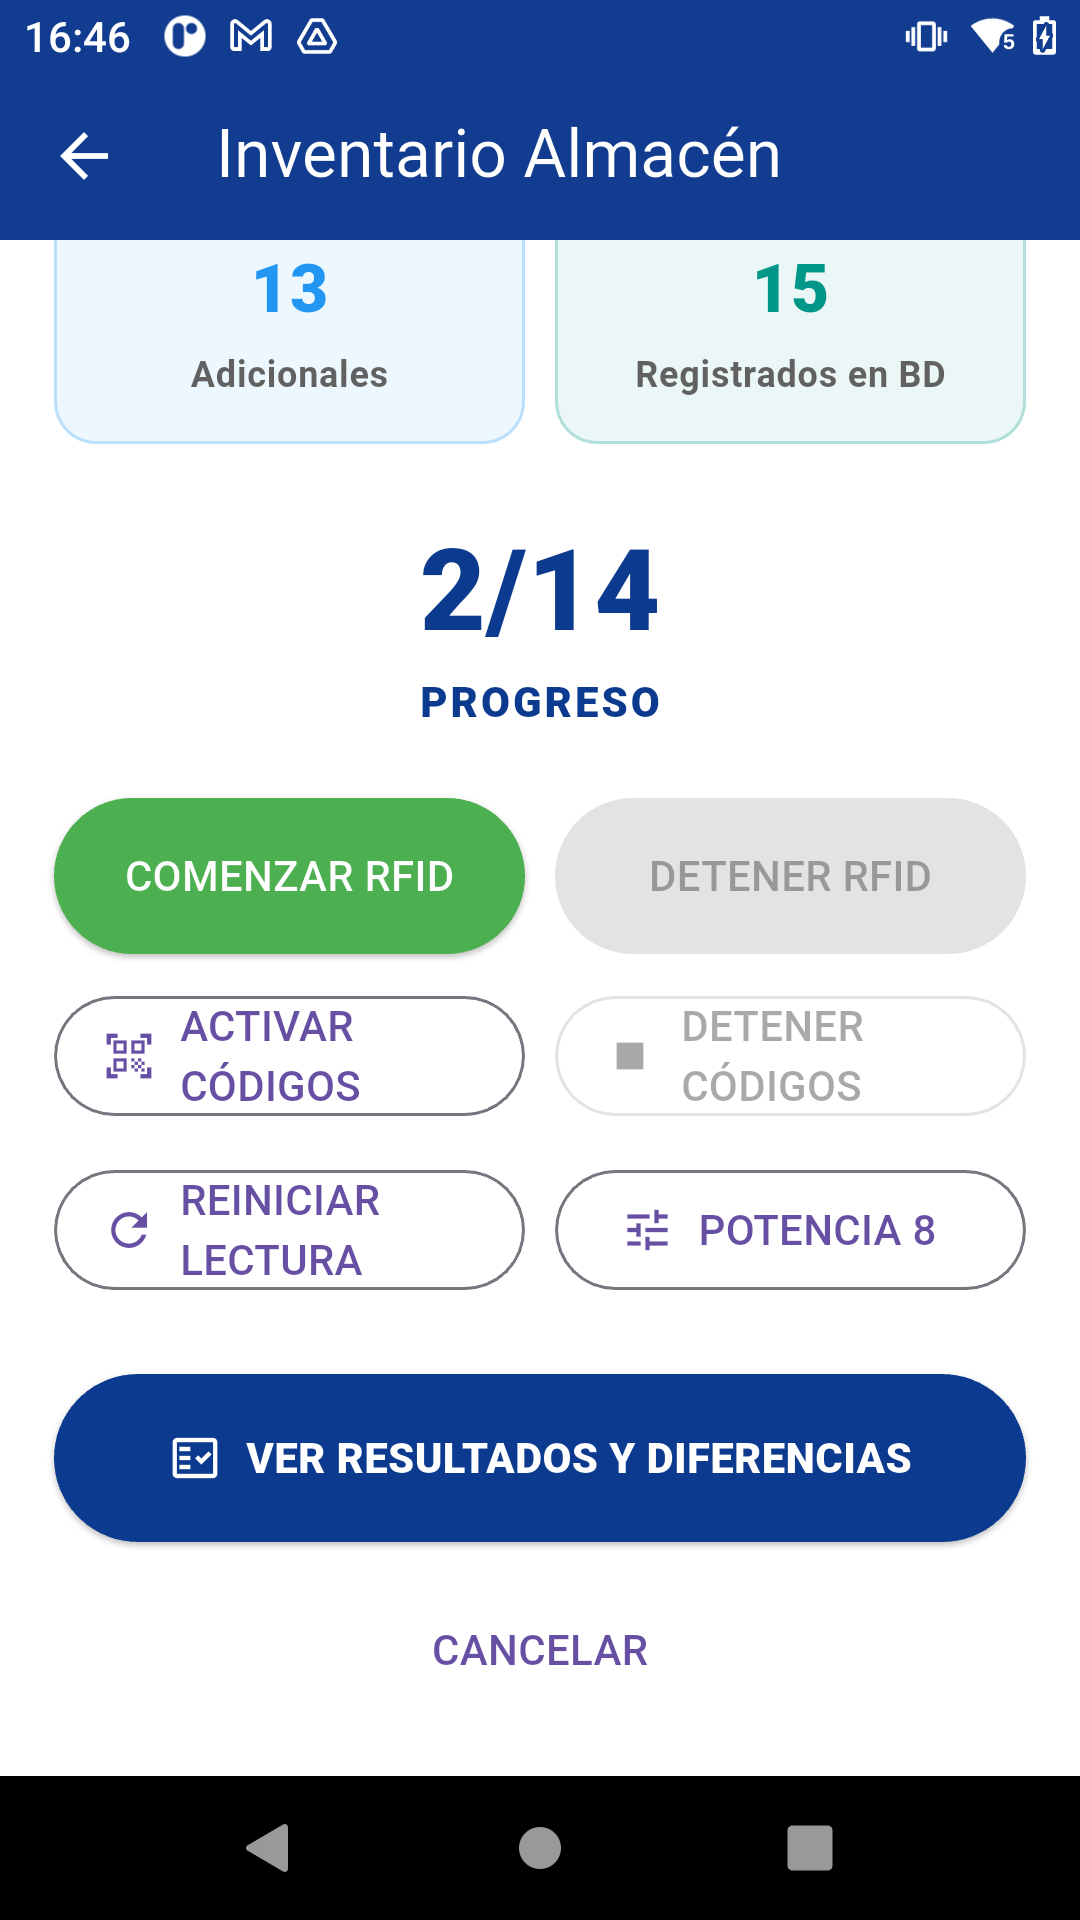 16:46
5
Inventario Almacén
13
15
Adicionales
Registrados en BD
2/14
PROGRESO
COMENZAR RFID
DETENER RFID
ACTIVAR
CÓDIGOS
DETENER
CÓDIGOS
REINICIAR
LECTURA
POTENCIA 8
VER RESULTADOS Y DIFERENCIAS
CANCELAR